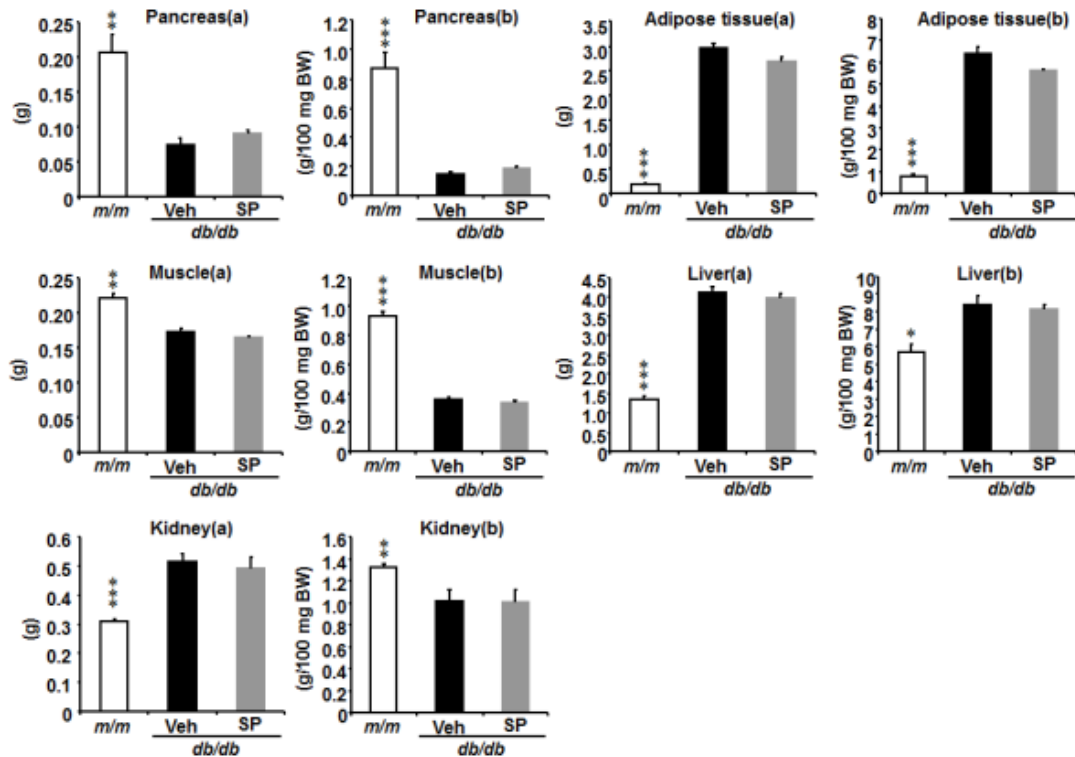 Pancreas(a)
**
0.25
0.20
0.15
0.10
0.05
0
(g)
m/m Veh SP
db/db
Pancreas(b)
***
1.2
1.0
0.8
0.6
0.4
0.2
0
(g/100 mg BW)
m/m Veh SP
db/db
Adipose tissue(a)
***
3.5
3.0
2.5
2.0
1.5
1.0
0.5
0
(g)
m/m Veh SP
db/db
Adipose tissue(b)
***
8
7
6
5
4
3
2
1
0
(g/100 mg BW)
m/m Veh SP
db/db
Muscle(a)
**
0.25
0.20
0.15
0.10
0.05
0
(g)
m/m Veh SP
db/db
Muscle(b)
***
1.2
1.0
0.8
0.6
0.4
0.2
0
(g/100 mg BW)
m/m Veh SP
db/db
Liver(a)
***
4.5
4.0
3.5
3.0
2.5
2.0
1.5
1.0
0.5
0
(g)
m/m Veh SP
db/db
Liver(b)
*
10
9
8
7
6
5
4
3
2
1
0
(g/100 mg BW)
m/m Veh SP
db/db
Kidney(a)
***
0.6
0.5
0.4
0.3
0.2
0.1
0
(g)
m/m Veh SP
db/db
Kidney(b)
**
1.6
1.4
1.2
1.0
0.8
0.6
0.4
0.2
0
(g/100 mg BW)
m/m Veh SP
db/db